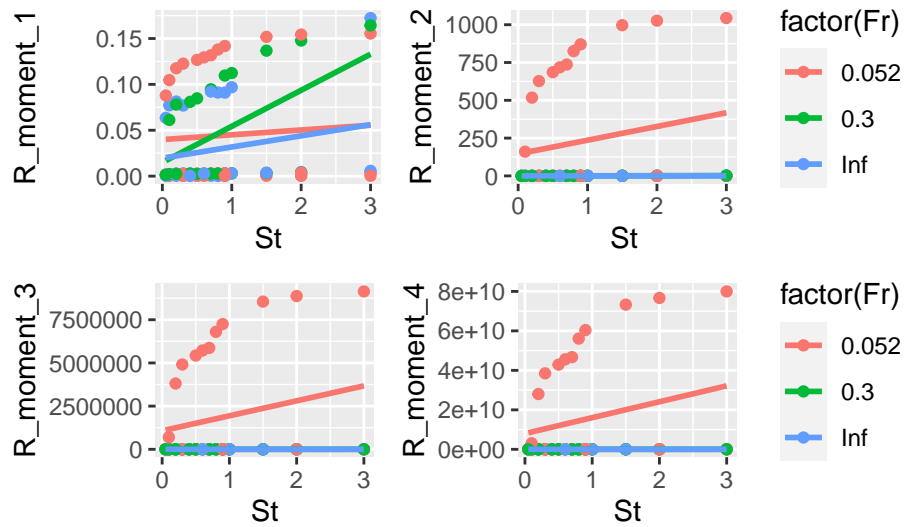 R_moment_1
0.15
0.10
0.05
0.00
0
1
2
3
St
R_moment_2
1000
750
500
250
0
0
1
2
3
St
factor(Fr)
0.052
0.3
Inf
R_moment_3
7500000
5000000
2500000
0
0
1
2
3
St
R_moment_4
8e+10
6e+10
4e+10
2e+10
0e+00
0
1
2
3
St
factor(Fr)
0.052
0.3
Inf